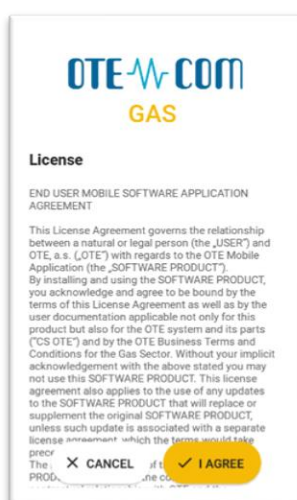 OTE COM
GAS
License
END USER MOBILE SOFTWARE APPLICATION
AGREEMENT
This License Agreement governs the relationship
between a natural or legal person (the „USER“) and
OTE, a.s. („OTE“) with regards to the OTE Mobile
Application (the „SOFTWARE PRODUCT“).
By installing and using the SOFTWARE PRODUCT,
you acknowledge and agree to be bound by the
terms of this License Agreement as well as by the
user documentation applicable not only for this
product but also for the OTE system and its parts
("CS OTE") and by the OTE Business Terms and
Conditions for the Gas Sector. Without your implicit
acknowledgement with the above stated you may
not use this SOFTWARE PRODUCT. This license
agreement also applies to the use of any updates
to the SOFTWARE PRODUCT that will replace or
supplement the original SOFTWARE PRODUCT,
unless such update is associated with a separate
license agreement, which the terms would take
The
CANCEL
I AGREE